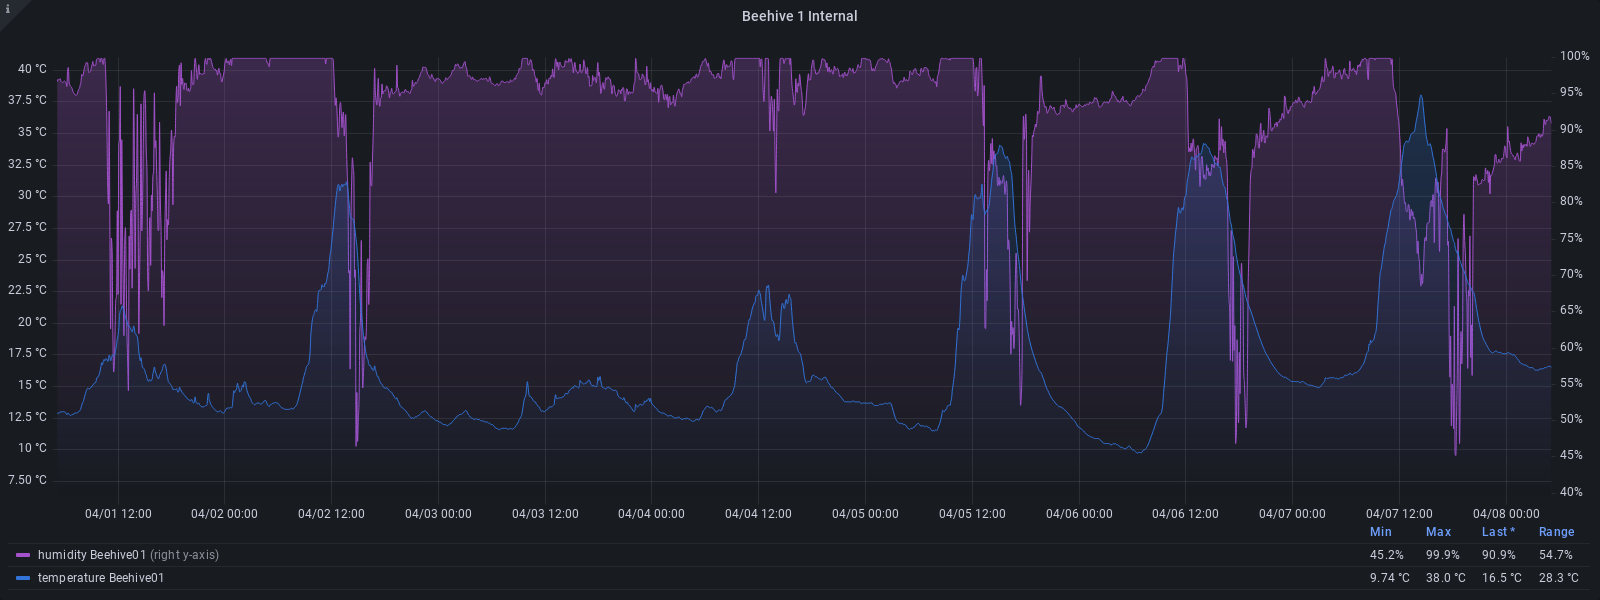 i
Beehive 1 Internal
40 °C
37.5 °C
35 °C
32.5 °C
30 °C
27.5 °C
25 °C
22.5 °C
20 °C
17.5 °C
15 °C
12.5 °C
10 °C
7.50 °C
100%
95%
90%
85%
80%
75%
70%
65%
60%
55%
50%
45%
40%
04/01 12:00 04/02 00:00 04/02 12:00 04/03 00:00 04/03 12:00 04/04 00:00 04/04 12:00 04/05 00:00 04/05 12:00 04/06 00:00 04/06 12:00 04/07 00:00 04/07 12:00 04/08 00:00
Min Max Last * Range
humidity Beehive01 (right y-axis) 45.2% 99.9% 90.9% 54.7%
temperature Beehive01 9.74 °C 38.0 °C 16.5 °C 28.3 °C